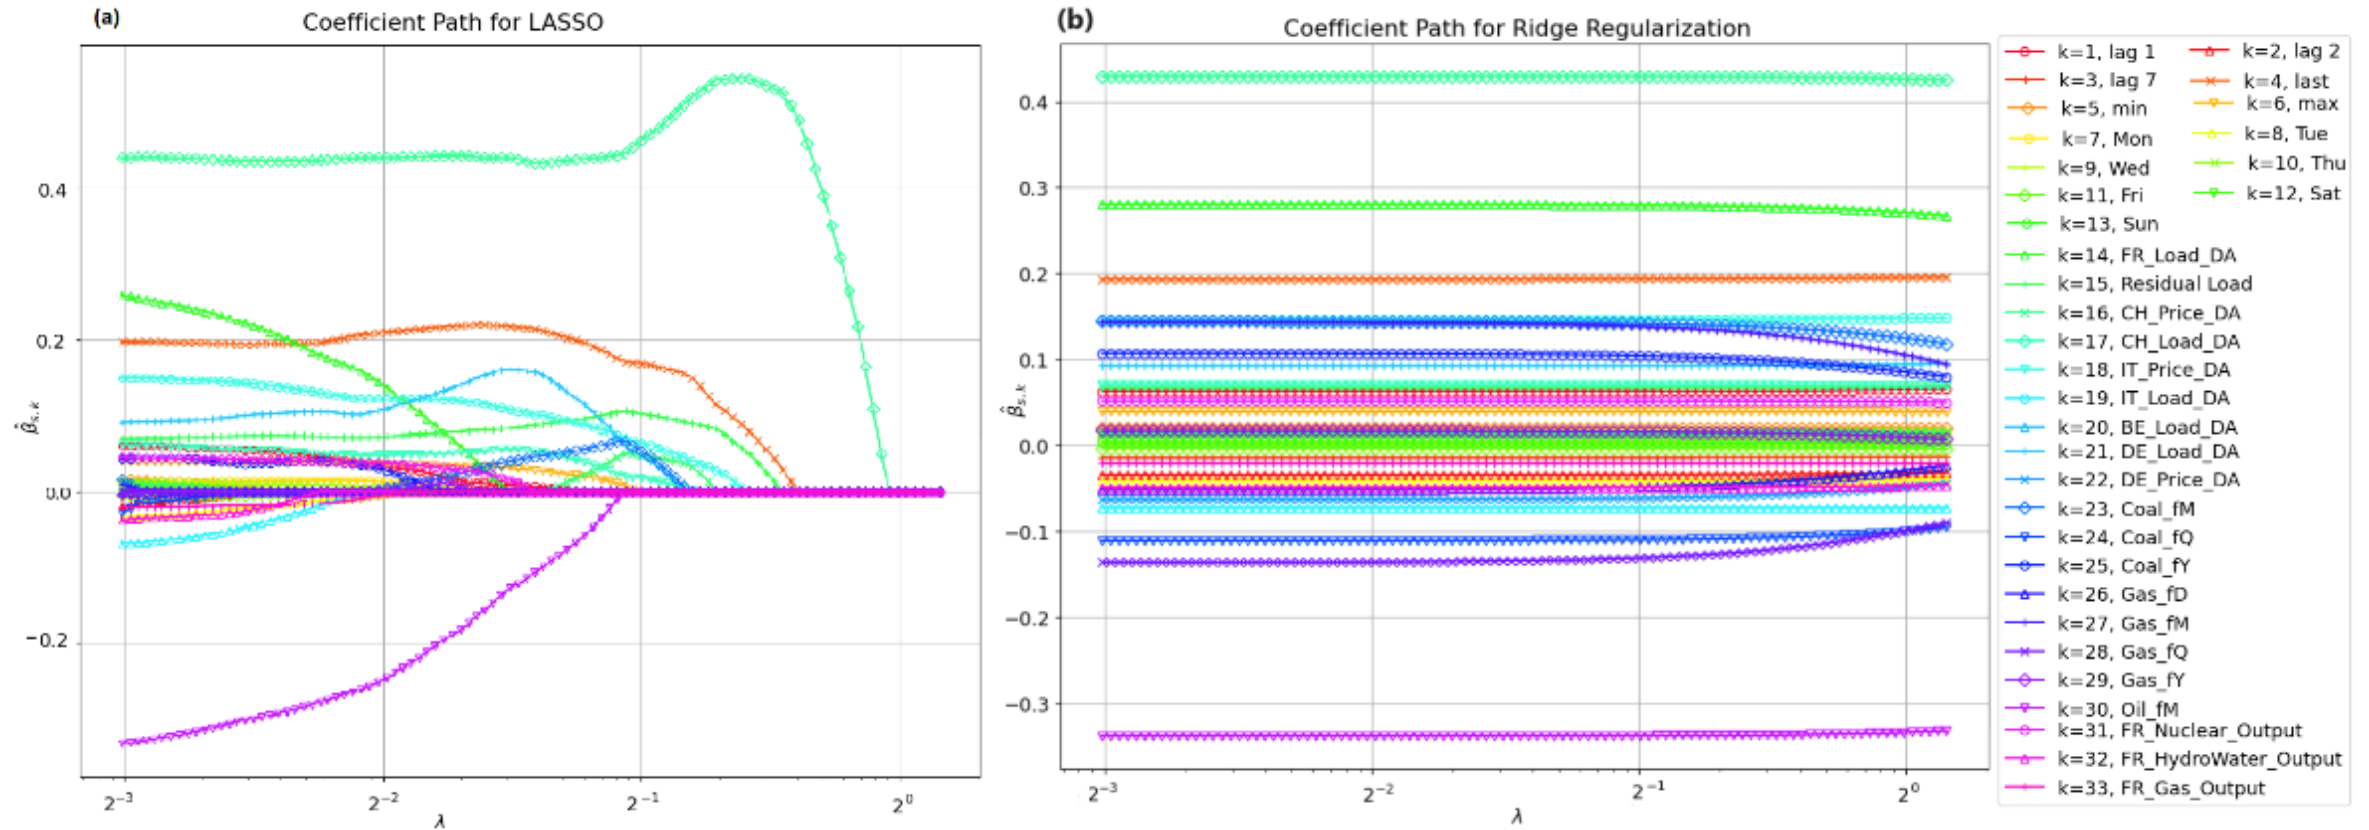 (a)
Coefficient Path for LASSO
0.4
0.2
0.0
−0.2
β̂s,k
2⁻³
2⁻²
2⁻¹
2⁰
λ
(b)
Coefficient Path for Ridge Regularization
0.4
0.3
0.2
0.1
0.0
−0.1
−0.2
−0.3
β̂s,k
2⁻³
2⁻²
2⁻¹
2⁰
λ
k=1, lag 1 k=2, lag 2
k=3, lag 7 k=4, last
k=5, min k=6, max
k=7, Mon k=8, Tue
k=9, Wed k=10, Thu
k=11, Fri k=12, Sat
k=13, Sun
k=14, FR_Load_DA
k=15, Residual Load
k=16, CH_Price_DA
k=17, CH_Load_DA
k=18, IT_Price_DA
k=19, IT_Load_DA
k=20, BE_Load_DA
k=21, DE_Load_DA
k=22, DE_Price_DA
k=23, Coal_fM
k=24, Coal_fQ
k=25, Coal_fY
k=26, Gas_fD
k=27, Gas_fM
k=28, Gas_fQ
k=29, Gas_fY
k=30, Oil_fM
k=31, FR_Nuclear_Output
k=32, FR_HydroWater_Output
k=33, FR_Gas_Output